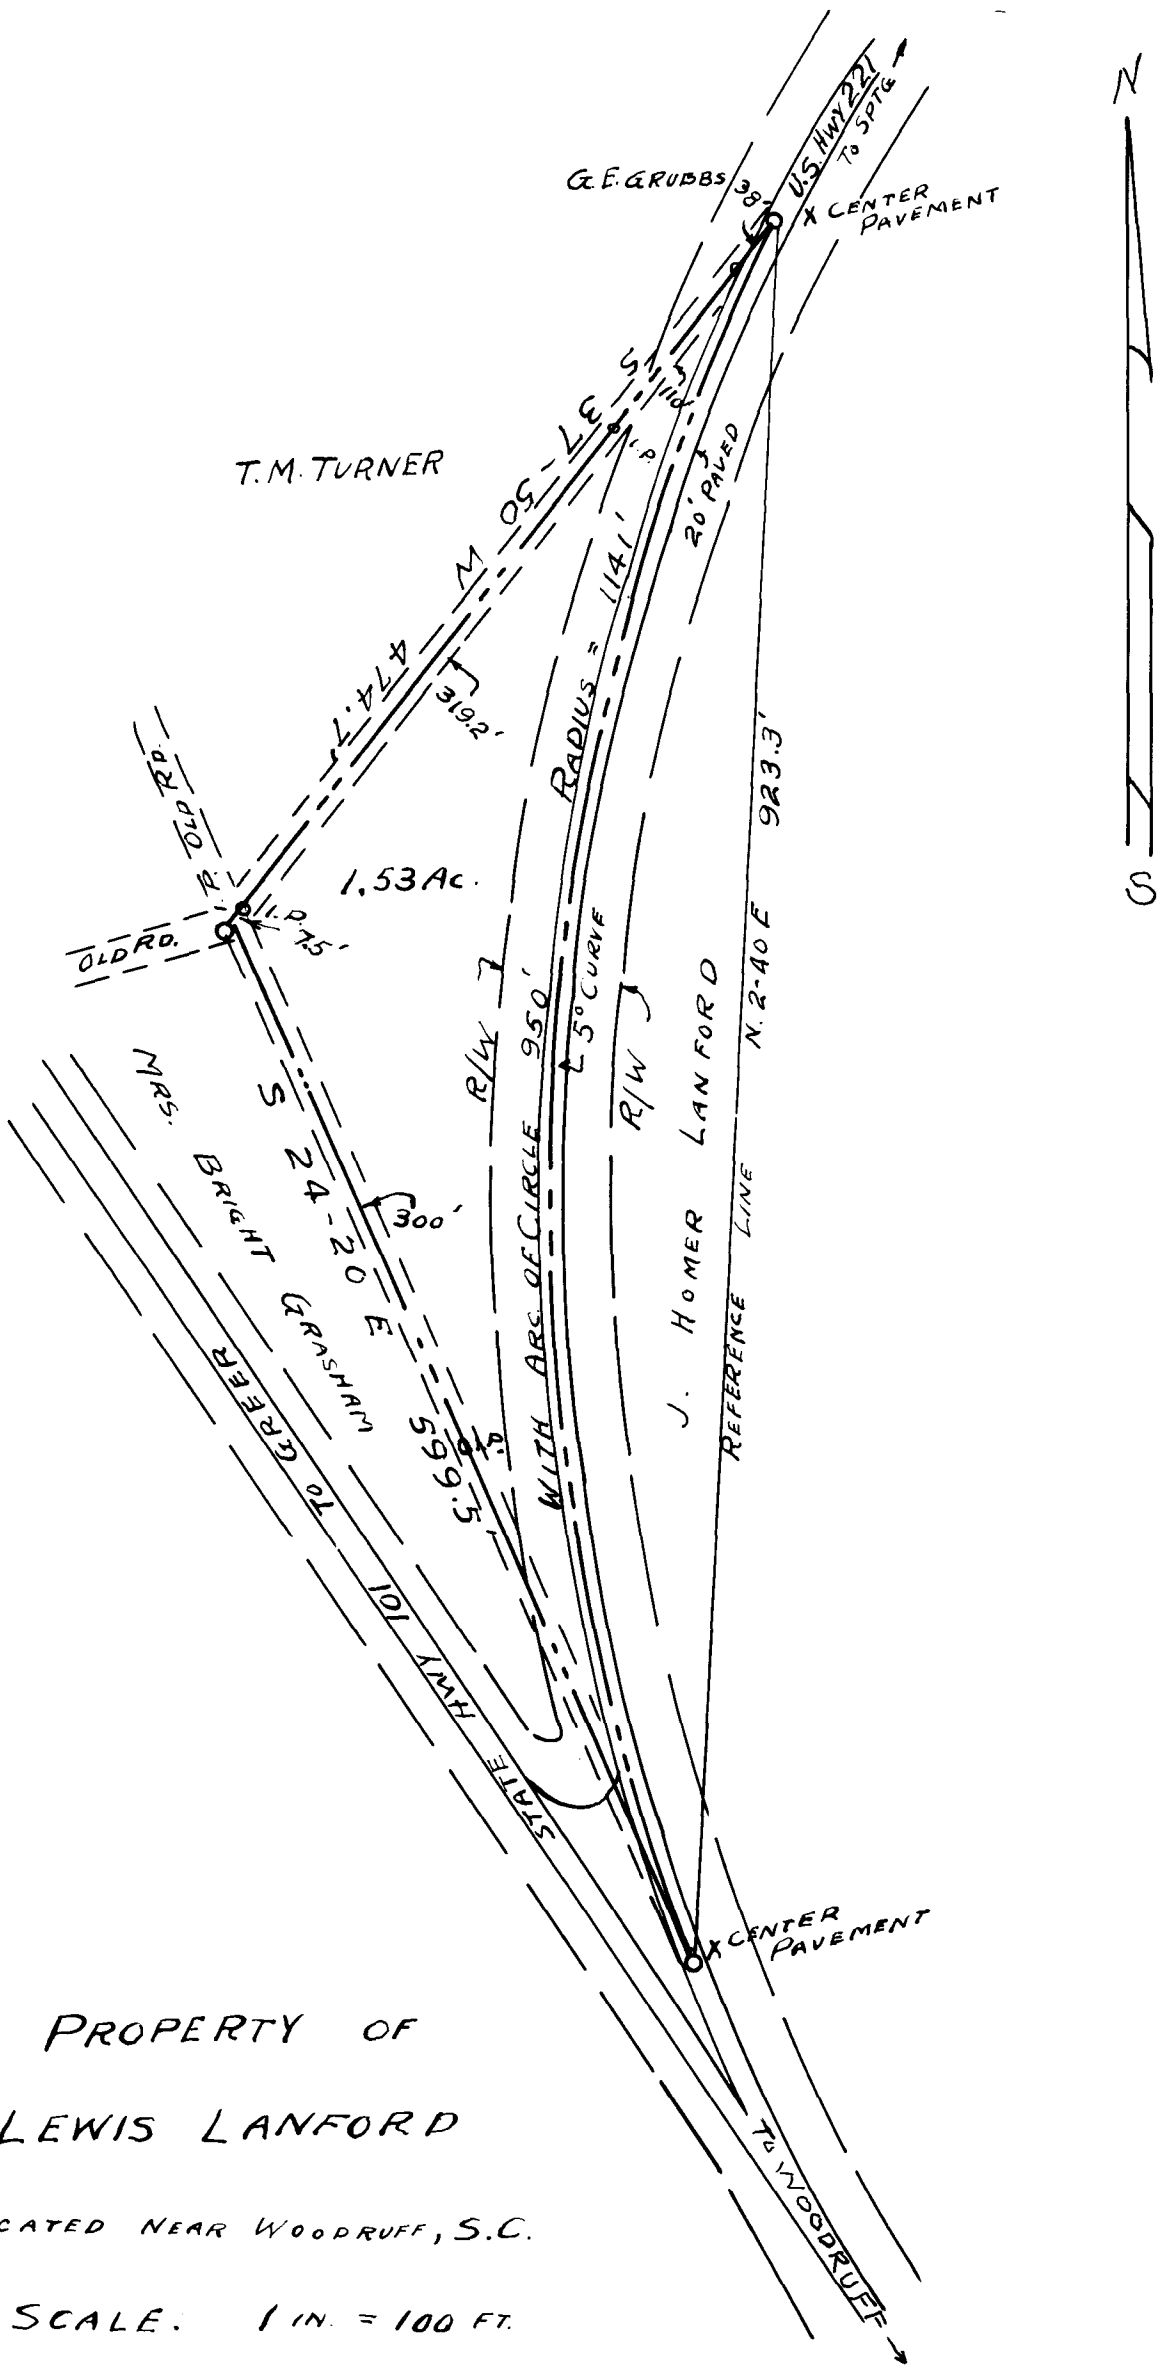 N
U.S. HWY 221
TO SPTG
G.E. GRUBBS
38'
X CENTER
PAVEMENT
110'
I.P.
T.M. TURNER
S 37-50 W 474.7'
319.2'
20' PAVED
RADIUS = 1141'
WITH ARC OF CIRCLE 950'
OLD RD.
OLD RD.
I.P.
7.5'
1.53 AC.
S
R/W
5° CURVE
R/W
J. HOMER LANFORD
REFERENCE LINE N. 2-40 E 923.3'
MRS. BRIGHT GRASHAM
S 24-20 E 566.5'
300'
I.P.
STATE HWY 101 TO GREER
X CENTER
PAVEMENT
TO WOODRUFF
PROPERTY OF
LEWIS LANFORD
CATED NEAR WOODRUFF, S.C.
SCALE. 1 IN. = 100 FT.